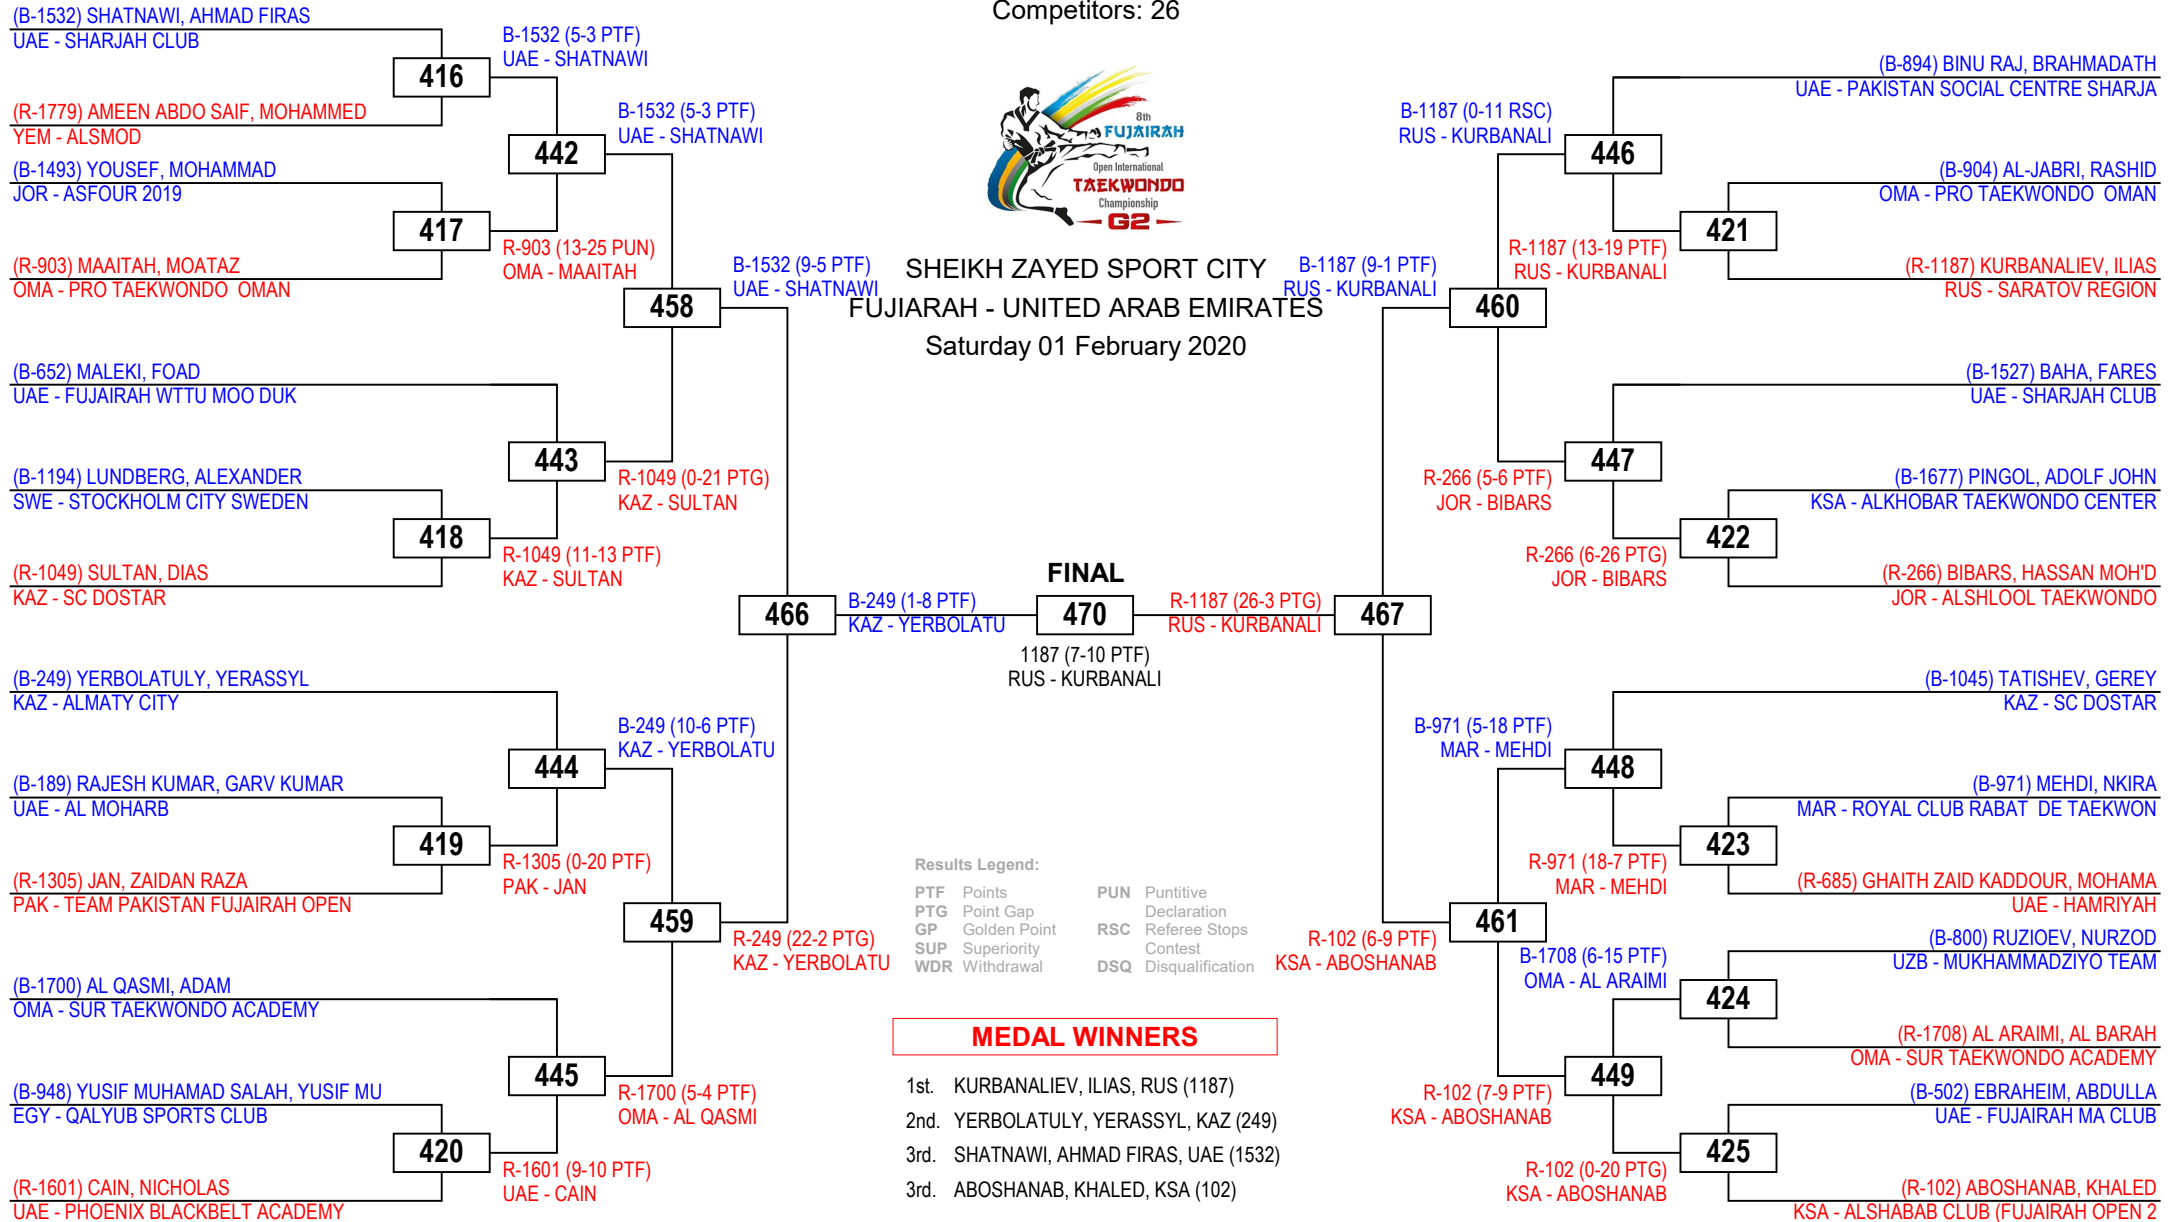 Competitors: 26
8th
FUJAIRAH
Open International
TAEKWONDO
Championship
G2
SHEIKH ZAYED SPORT CITY
FUJIARAH - UNITED ARAB EMIRATES
Saturday 01 February 2020
(B-1532) SHATNAWI, AHMAD FIRAS
UAE - SHARJAH CLUB
416
(R-1779) AMEEN ABDO SAIF, MOHAMMED
YEM - ALSMOD
(B-1493) YOUSEF, MOHAMMAD
JOR - ASFOUR 2019
417
(R-903) MAAITAH, MOATAZ
OMA - PRO TAEKWONDO  OMAN
(B-652) MALEKI, FOAD
UAE - FUJAIRAH WTTU MOO DUK
(B-1194) LUNDBERG, ALEXANDER
SWE - STOCKHOLM CITY SWEDEN
418
(R-1049) SULTAN, DIAS
KAZ - SC DOSTAR
(B-249) YERBOLATULY, YERASSYL
KAZ - ALMATY CITY
(B-189) RAJESH KUMAR, GARV KUMAR
UAE - AL MOHARB
419
(R-1305) JAN, ZAIDAN RAZA
PAK - TEAM PAKISTAN FUJAIRAH OPEN
(B-1700) AL QASMI, ADAM
OMA - SUR TAEKWONDO ACADEMY
(B-948) YUSIF MUHAMAD SALAH, YUSIF MU
EGY - QALYUB SPORTS CLUB
420
(R-1601) CAIN, NICHOLAS
UAE - PHOENIX BLACKBELT ACADEMY
B-1532 (5-3 PTF)
UAE - SHATNAWI
442
R-903 (13-25 PUN)
OMA - MAAITAH
443
R-1049 (11-13 PTF)
KAZ - SULTAN
444
R-1305 (0-20 PTF)
PAK - JAN
445
R-1601 (9-10 PTF)
UAE - CAIN
B-1532 (5-3 PTF)
UAE - SHATNAWI
458
R-1049 (0-21 PTG)
KAZ - SULTAN
B-249 (10-6 PTF)
KAZ - YERBOLATU
459
R-1700 (5-4 PTF)
OMA - AL QASMI
B-1532 (9-5 PTF)
UAE - SHATNAWI
466
R-249 (22-2 PTG)
KAZ - YERBOLATU
B-249 (1-8 PTF)
KAZ - YERBOLATU
FINAL
470
1187 (7-10 PTF)
RUS - KURBANALI
R-1187 (26-3 PTG)
RUS - KURBANALI
B-1187 (9-1 PTF)
RUS - KURBANALI
467
R-102 (6-9 PTF)
KSA - ABOSHANAB
B-1187 (0-11 RSC)
RUS - KURBANALI
460
R-266 (5-6 PTF)
JOR - BIBARS
B-971 (5-18 PTF)
MAR - MEHDI
461
R-102 (7-9 PTF)
KSA - ABOSHANAB
446
R-1187 (13-19 PTF)
RUS - KURBANALI
447
R-266 (6-26 PTG)
JOR - BIBARS
448
R-971 (18-7 PTF)
MAR - MEHDI
B-1708 (6-15 PTF)
OMA - AL ARAIMI
449
R-102 (0-20 PTG)
KSA - ABOSHANAB
(B-894) BINU RAJ, BRAHMADATH
UAE - PAKISTAN SOCIAL CENTRE SHARJA
(B-904) AL-JABRI, RASHID
OMA - PRO TAEKWONDO  OMAN
421
(R-1187) KURBANALIEV, ILIAS
RUS - SARATOV REGION
(B-1527) BAHA, FARES
UAE - SHARJAH CLUB
(B-1677) PINGOL, ADOLF JOHN
KSA - ALKHOBAR TAEKWONDO CENTER
422
(R-266) BIBARS, HASSAN MOH'D
JOR - ALSHLOOL TAEKWONDO
(B-1045) TATISHEV, GEREY
KAZ - SC DOSTAR
(B-971) MEHDI, NKIRA
MAR - ROYAL CLUB RABAT  DE TAEKWON
423
(R-685) GHAITH ZAID KADDOUR, MOHAMA
UAE - HAMRIYAH
(B-800) RUZIOEV, NURZOD
UZB - MUKHAMMADZIYO TEAM
424
(R-1708) AL ARAIMI, AL BARAH
OMA - SUR TAEKWONDO ACADEMY
(B-502) EBRAHEIM, ABDULLA
UAE - FUJAIRAH MA CLUB
425
(R-102) ABOSHANAB, KHALED
KSA - ALSHABAB CLUB (FUJAIRAH OPEN 2
Results Legend:
PTF Points
PTG Point Gap
GP Golden Point
SUP Superiority
WDR Withdrawal
PUN Puntitive
Declaration
RSC Referee Stops
Contest
DSQ Disqualification
MEDAL WINNERS
1st. KURBANALIEV, ILIAS, RUS (1187)
2nd. YERBOLATULY, YERASSYL, KAZ (249)
3rd. SHATNAWI, AHMAD FIRAS, UAE (1532)
3rd. ABOSHANAB, KHALED, KSA (102)